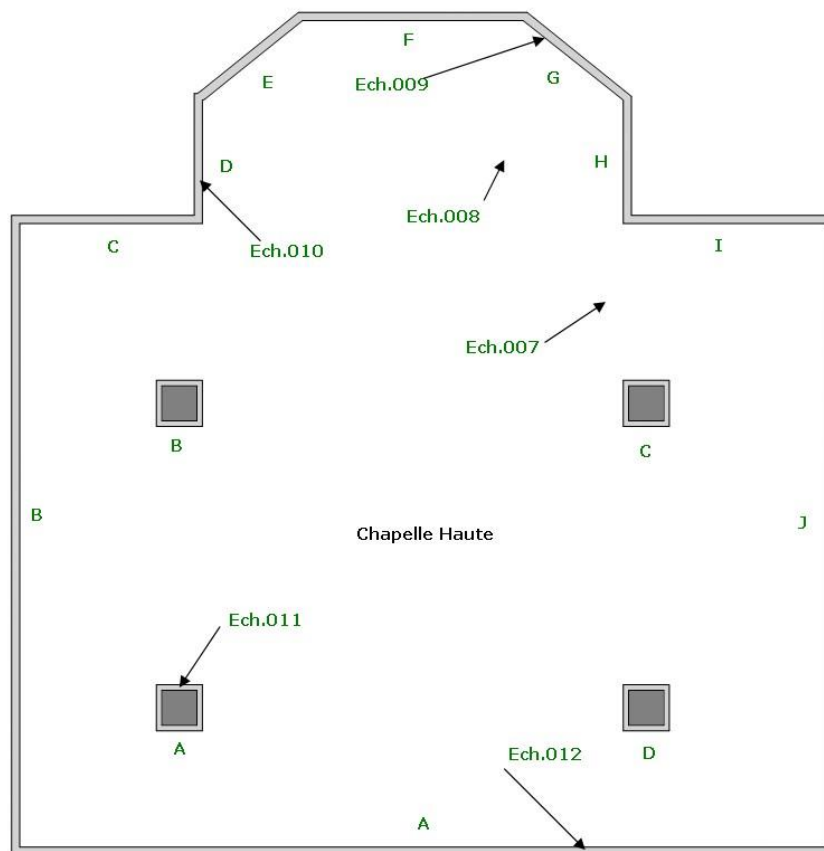 F
E
Ech.009
G
D
H
Ech.008
C
Ech.010
I
Ech.007
B
C
B
Chapelle Haute
J
Ech.011
A
D
Ech.012
A